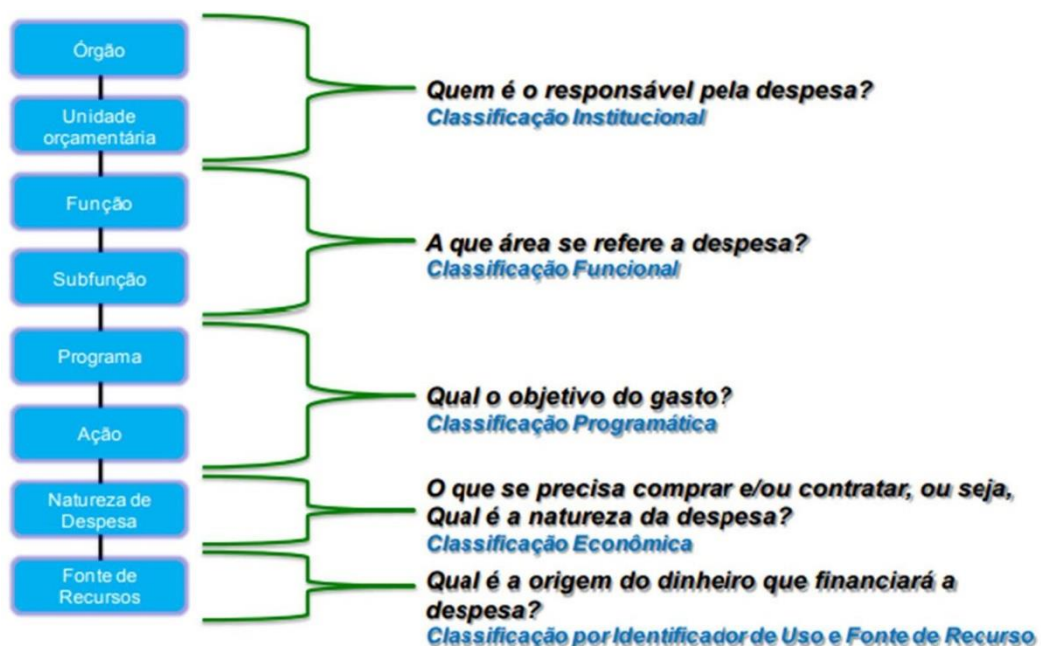 Órgão
Unidade
orçamentária
Quem é o responsável pela despesa?
Classificação Institucional
Função
Subfunção
A que área se refere a despesa?
Classificação Funcional
Programa
Ação
Qual o objetivo do gasto?
Classificação Programática
Natureza de
Despesa
O que se precisa comprar e/ou contratar, ou seja,
Qual é a natureza da despesa?
Classificação Econômica
Fonte de
Recursos
Qual é a origem do dinheiro que financiará a
despesa?
Classificação por Identificador de Uso e Fonte de Recurso